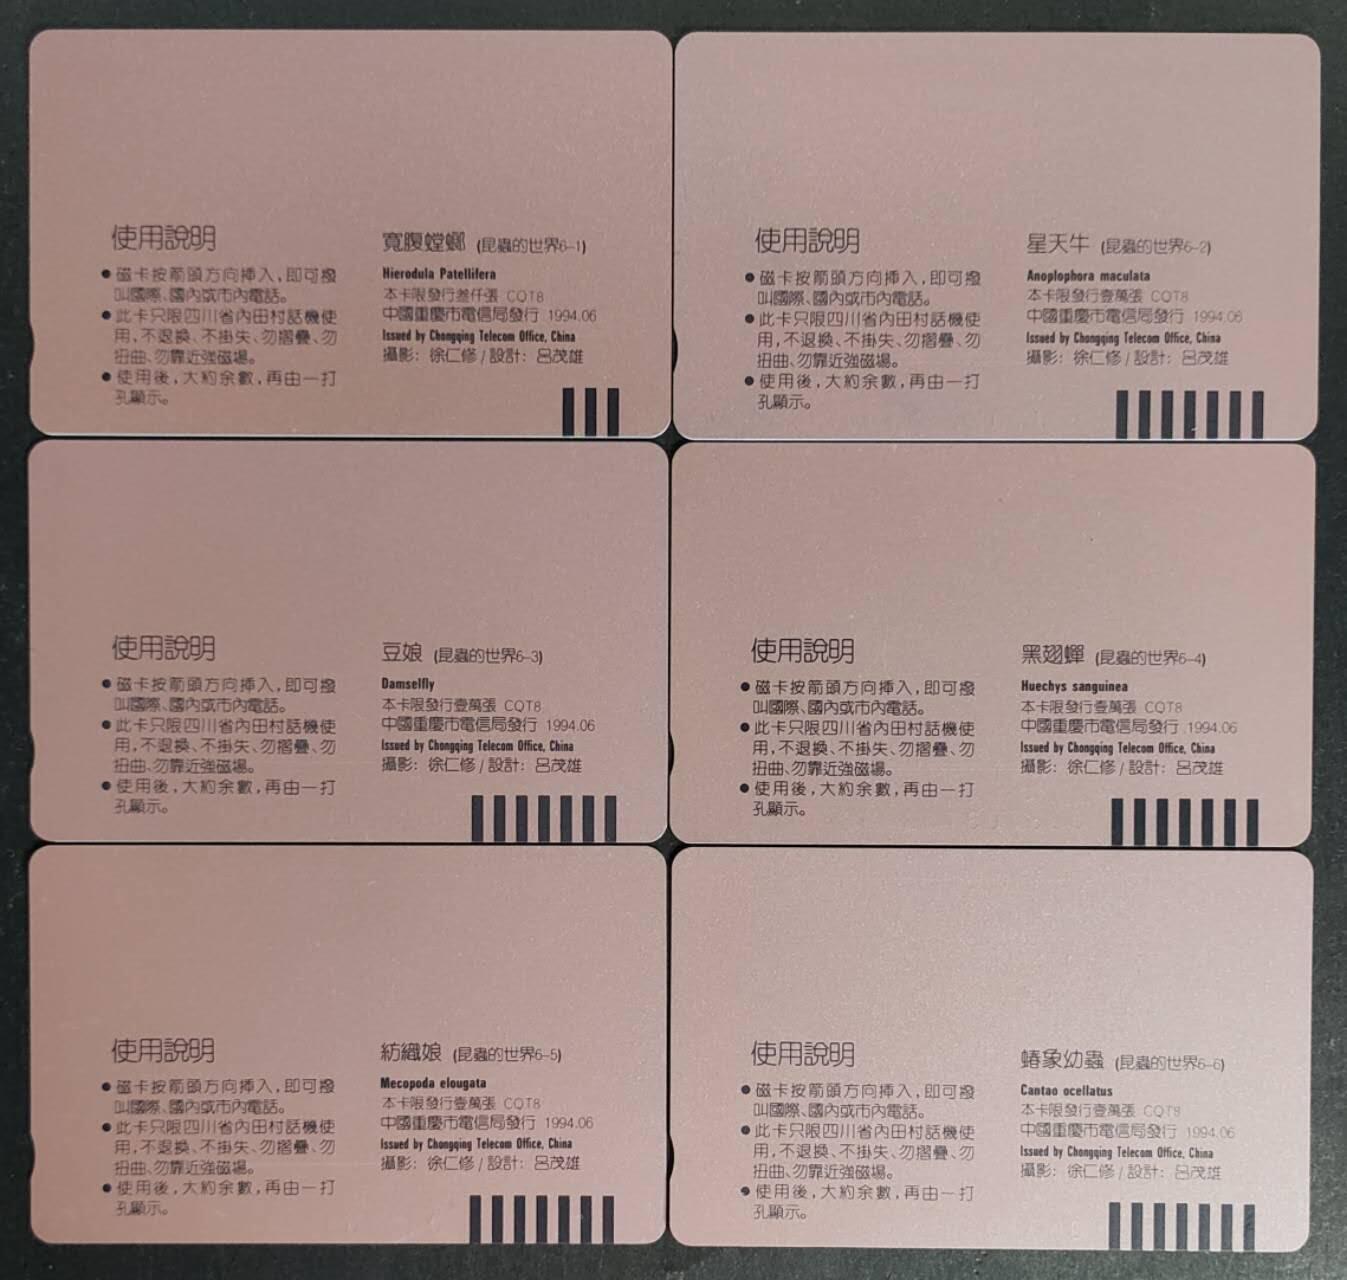 使用說明
●磁卡按箭頭方向挿入,即可撥
叫國際、國內或市內電話。
●此卡只限四川省內田村話機使
用,不退換、不掛失、勿摺疊、勿
扭曲、勿靠近強磁場。
●使用後,大約余數,再由一打
孔顯示。
寬腹螳螂 (昆蟲的世界6-1)
Hierodula Patellifera
本卡限發行叁仟張 CQT8
中國重慶市電信局發行 1994.06
Issued by Chongqing Telecom Office, China
攝影: 徐仁修/設計: 呂茂雄
使用說明
●磁卡按箭頭方向挿入,即可撥
叫國際、國內或市內電話。
●此卡只限四川省內田村話機使
用,不退換、不掛失、勿摺疊、勿
扭曲、勿靠近強磁場。
●使用後,大約余數,再由一打
孔顯示。
星天牛 (昆蟲的世界6-2)
Anoplophora maculata
本卡限發行壹萬張 CQT8
中國重慶市電信局發行 1994.06
Issued by Chongqing Telecom Office, China
攝影: 徐仁修/設計: 呂茂雄
使用說明
●磁卡按箭頭方向挿入,即可撥
叫國際、國內或市內電話。
●此卡只限四川省內田村話機使
用,不退換、不掛失、勿摺疊、勿
扭曲、勿靠近強磁場。
●使用後,大約余數,再由一打
孔顯示。
豆娘 (昆蟲的世界6-3)
Damselfly
本卡限發行壹萬張 CQT8
中國重慶市電信局發行 1994.06
Issued by Chongqing Telecom Office, China
攝影: 徐仁修/設計: 呂茂雄
使用說明
●磁卡按箭頭方向挿入,即可撥
叫國際、國內或市內電話。
●此卡只限四川省內田村話機使
用,不退換、不掛失、勿摺疊、勿
扭曲、勿靠近強磁場。
●使用後,大約余數,再由一打
孔顯示。
黑翅蟬 (昆蟲的世界6-4)
Huechys sanguinea
本卡限發行壹萬張 CQT8
中國重慶市電信局發行 1994.06
Issued by Chongqing Telecom Office, China
攝影: 徐仁修/設計: 呂茂雄
使用說明
●磁卡按箭頭方向挿入,即可撥
叫國際、國內或市內電話。
●此卡只限四川省內田村話機使
用,不退換、不掛失、勿摺疊、勿
扭曲、勿靠近強磁場。
●使用後,大約余數,再由一打
孔顯示。
紡織娘 (昆蟲的世界6-5)
Mecopoda elougata
本卡限發行壹萬張 CQT8
中國重慶市電信局發行 1994.06
Issued by Chongqing Telecom Office, China
攝影: 徐仁修/設計: 呂茂雄
使用說明
●磁卡按箭頭方向挿入,即可撥
叫國際、國內或市內電話。
●此卡只限四川省內田村話機使
用,不退換、不掛失、勿摺疊、勿
扭曲、勿靠近強磁場。
●使用後,大約余數,再由一打
孔顯示。
蝽象幼蟲 (昆蟲的世界6-6)
Cantao ocellatus
本卡限發行壹萬張 CQT8
中國重慶市電信局發行 1994.06
Issued by Chongqing Telecom Office, China
攝影: 徐仁修/設計: 呂茂雄